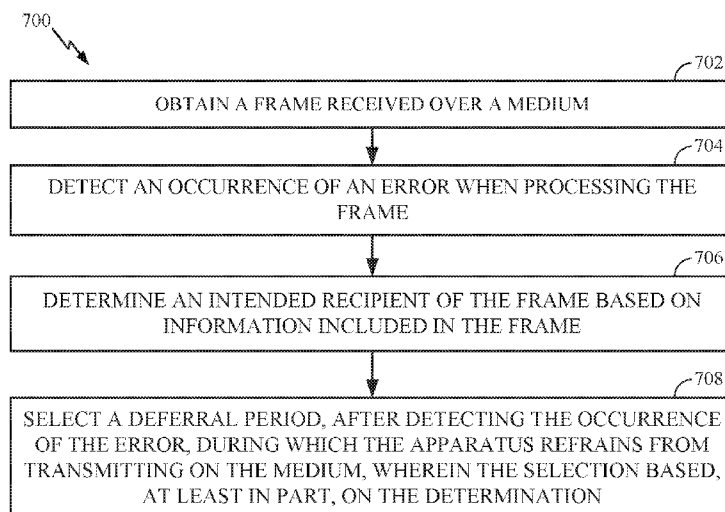 700
702
OBTAIN A FRAME RECEIVED OVER A MEDIUM
704
DETECT AN OCCURRENCE OF AN ERROR WHEN PROCESSING THE
FRAME
706
DETERMINE AN INTENDED RECIPIENT OF THE FRAME BASED ON
INFORMATION INCLUDED IN THE FRAME
708
SELECT A DEFERRAL PERIOD, AFTER DETECTING THE OCCURRENCE
OF THE ERROR, DURING WHICH THE APPARATUS REFRAINS FROM
TRANSMITTING ON THE MEDIUM, WHEREIN THE SELECTION BASED,
AT LEAST IN PART, ON THE DETERMINATION